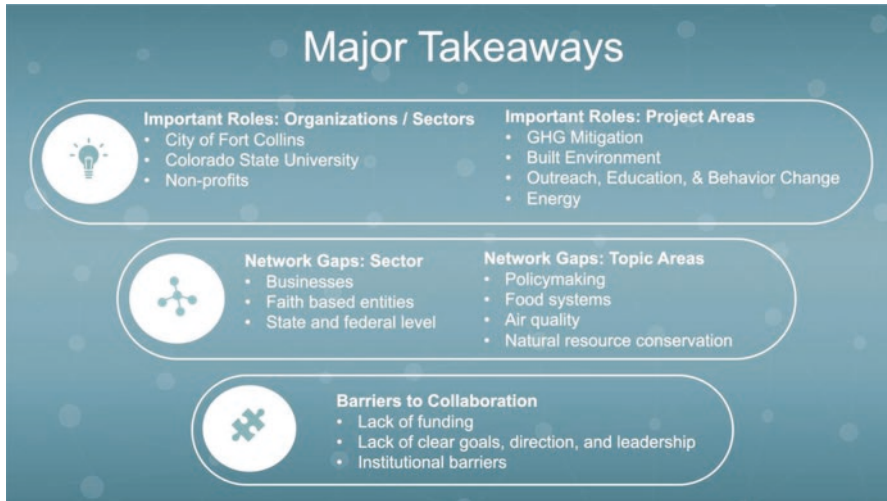 Major Takeaways
Important Roles: Organizations / Sectors
• City of Fort Collins
• Colorado State University
• Non-profits
Important Roles: Project Areas
• GHG Mitigation
• Built Environment
• Outreach, Education, & Behavior Change
• Energy
Network Gaps: Sector
• Businesses
• Faith based entities
• State and federal level
Network Gaps: Topic Areas
• Policymaking
• Food systems
• Air quality
• Natural resource conservation
Barriers to Collaboration
• Lack of funding
• Lack of clear goals, direction, and leadership
• Institutional barriers